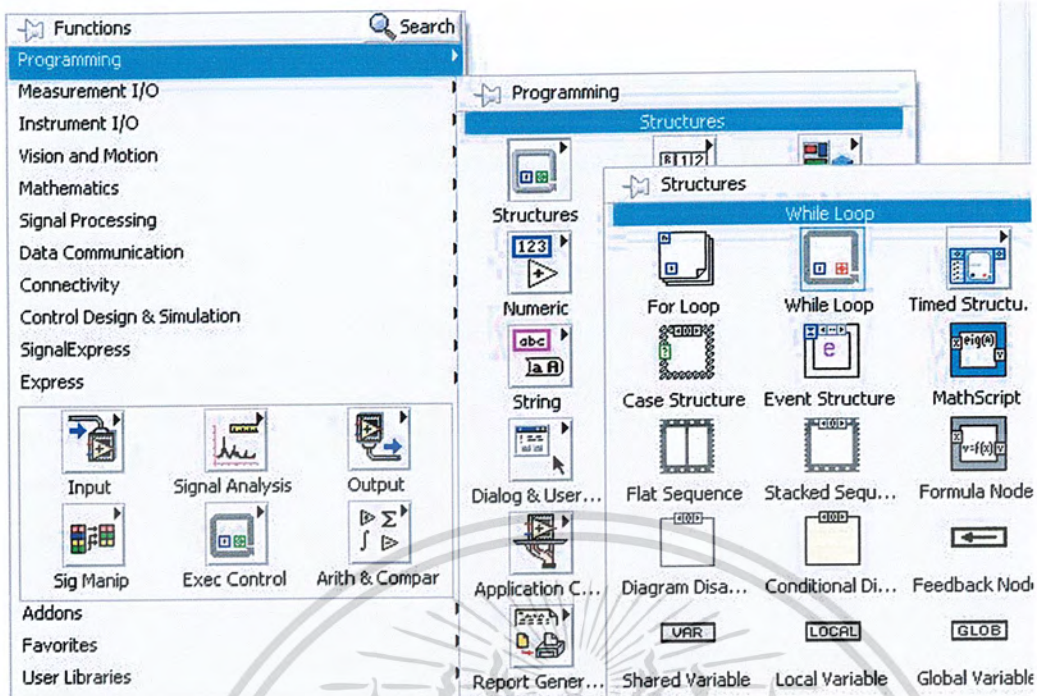 Functions
Search
Programming
Measurement I/O
Instrument I/O
Vision and Motion
Mathematics
Signal Processing
Data Communication
Connectivity
Control Design & Simulation
SignalExpress
Express
Input
Signal Analysis
Output
Sig Manip
Exec Control
Arith & Compar
Addons
Favorites
User Libraries
Programming
Structures
Structures
123
Numeric
abc
a A
String
Dialog & User...
Application C...
Report Gener...
Structures
While Loop
For Loop
While Loop
Timed Structu.
Case Structure
Event Structure
MathScript
Flat Sequence
Stacked Sequ...
Formula Node
Diagram Disa...
Conditional Di...
Feedback Nod
VAR
LOCAL
GLOB
Shared Variable
Local Variable
Global Variable